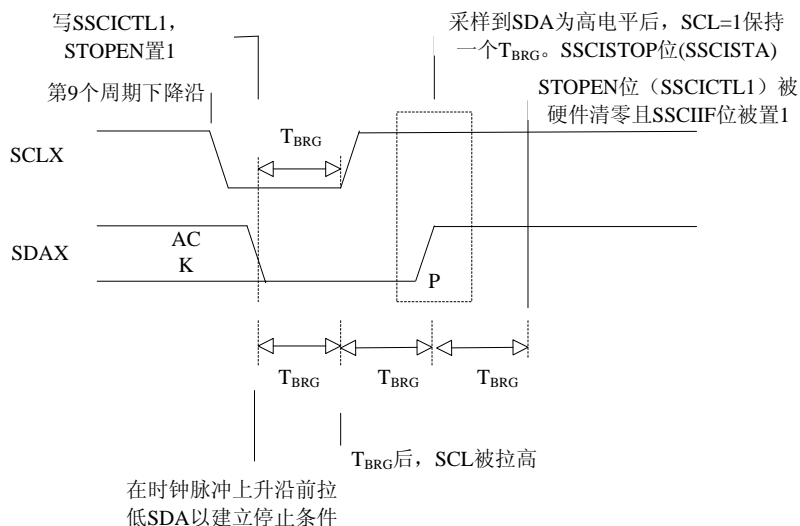 写SSCICTL1，
STOPEN置1
采样到SDA为高电平后，SCL=1保持
一个TBRG。SSCISTOP位(SSCISTA)
第9个周期下降沿
STOPEN位（SSCICTL1）被
硬件清零且SSCIIF位被置1
SCLX
TBRG
SDAX
AC
K
P
TBRG
TBRG
TBRG
TBRG后，SCL被拉高
在时钟脉冲上升沿前拉
低SDA以建立停止条件